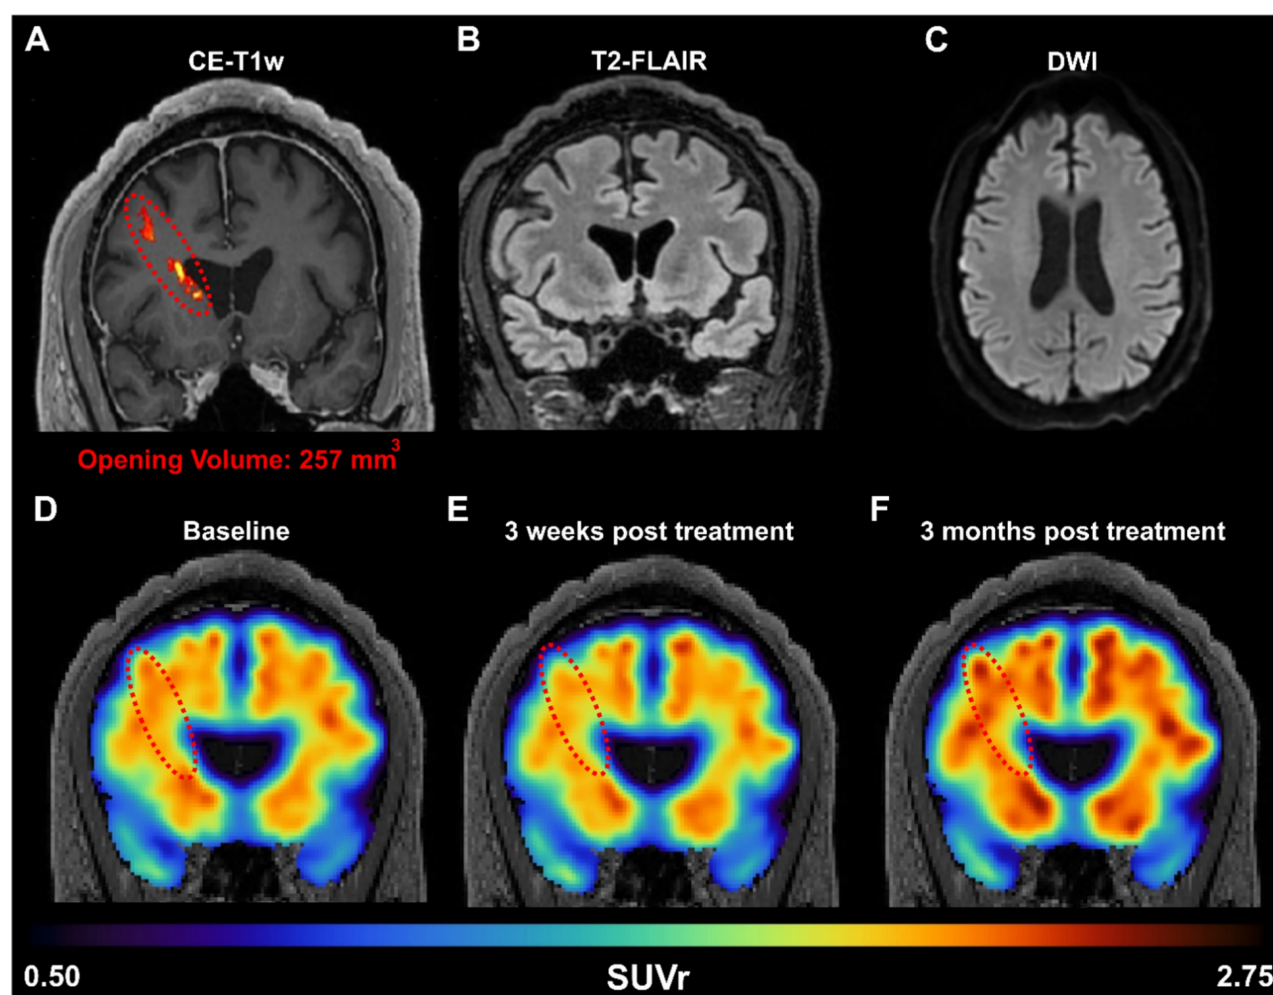 A
CE-T1w
B
T2-FLAIR
C
DWI
Opening Volume: 257 mm³
D
Baseline
E
3 weeks post treatment
F
3 months post treatment
0.50
SUVr
2.75